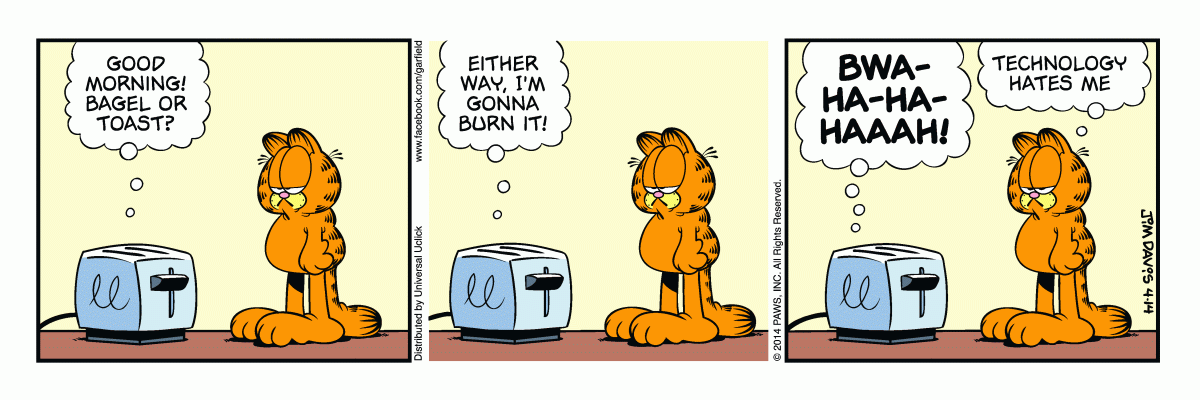 GOOD
MORNING!
BAGEL OR
TOAST?
www.facebook.com/garfield
Distributed by Universal Uclick
EITHER
WAY, I'M
GONNA
BURN IT!
© 2014 PAWS, INC. All Rights Reserved.
BWA-
HA-HA-
HAAAH!
TECHNOLOGY
HATES ME
JIM DAVIS 4-14